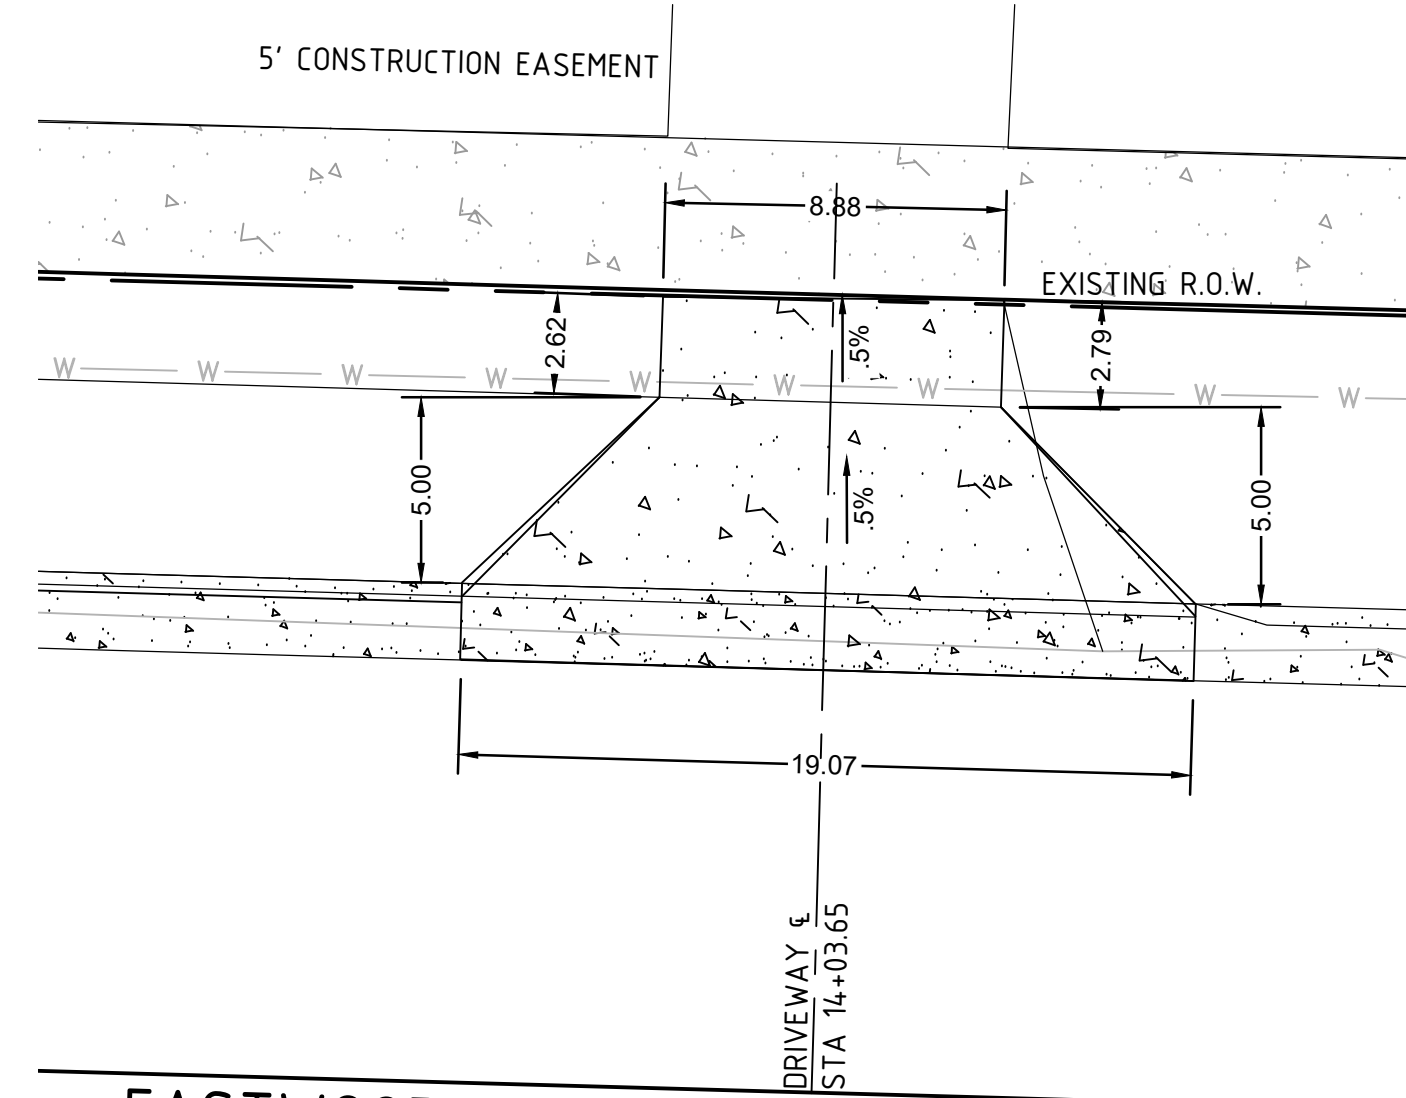 5' CONSTRUCTION EASEMENT
8.88
EXISTING R.O.W.
2.62
.5%
2.79
W W W W W W W W W
5.00
.5%
5.00
19.07
DRIVEWAY ℄
STA 14+03.65